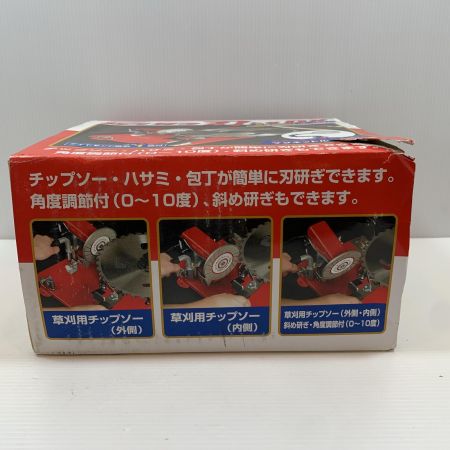 チップソー・ハサミ・包丁が簡単に刃研ぎできます。
角度調節付(0～10度)、斜め研ぎもできます。
草刈用チップソー
(外側)
草刈用チップソー
(内側)
草刈用チップソー(外側・内側)
斜め研ぎ・角度調節付(0～10度)